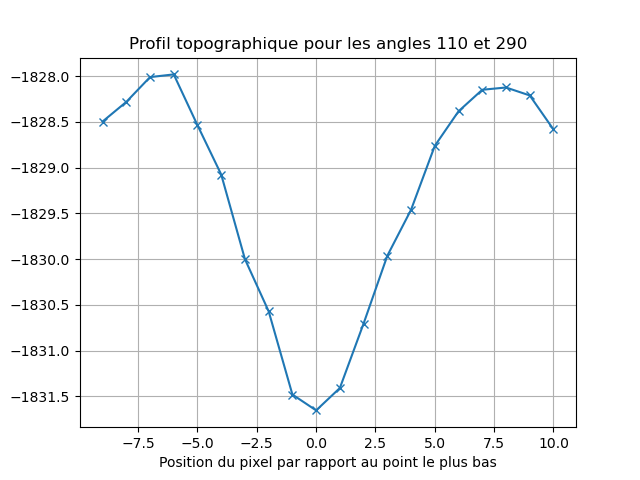 Profil topographique pour les angles 110 et 290
−1828.0
−1828.5
−1829.0
−1829.5
−1830.0
−1830.5
−1831.0
−1831.5
−7.5 −5.0 −2.5 0.0 2.5 5.0 7.5 10.0
Position du pixel par rapport au point le plus bas